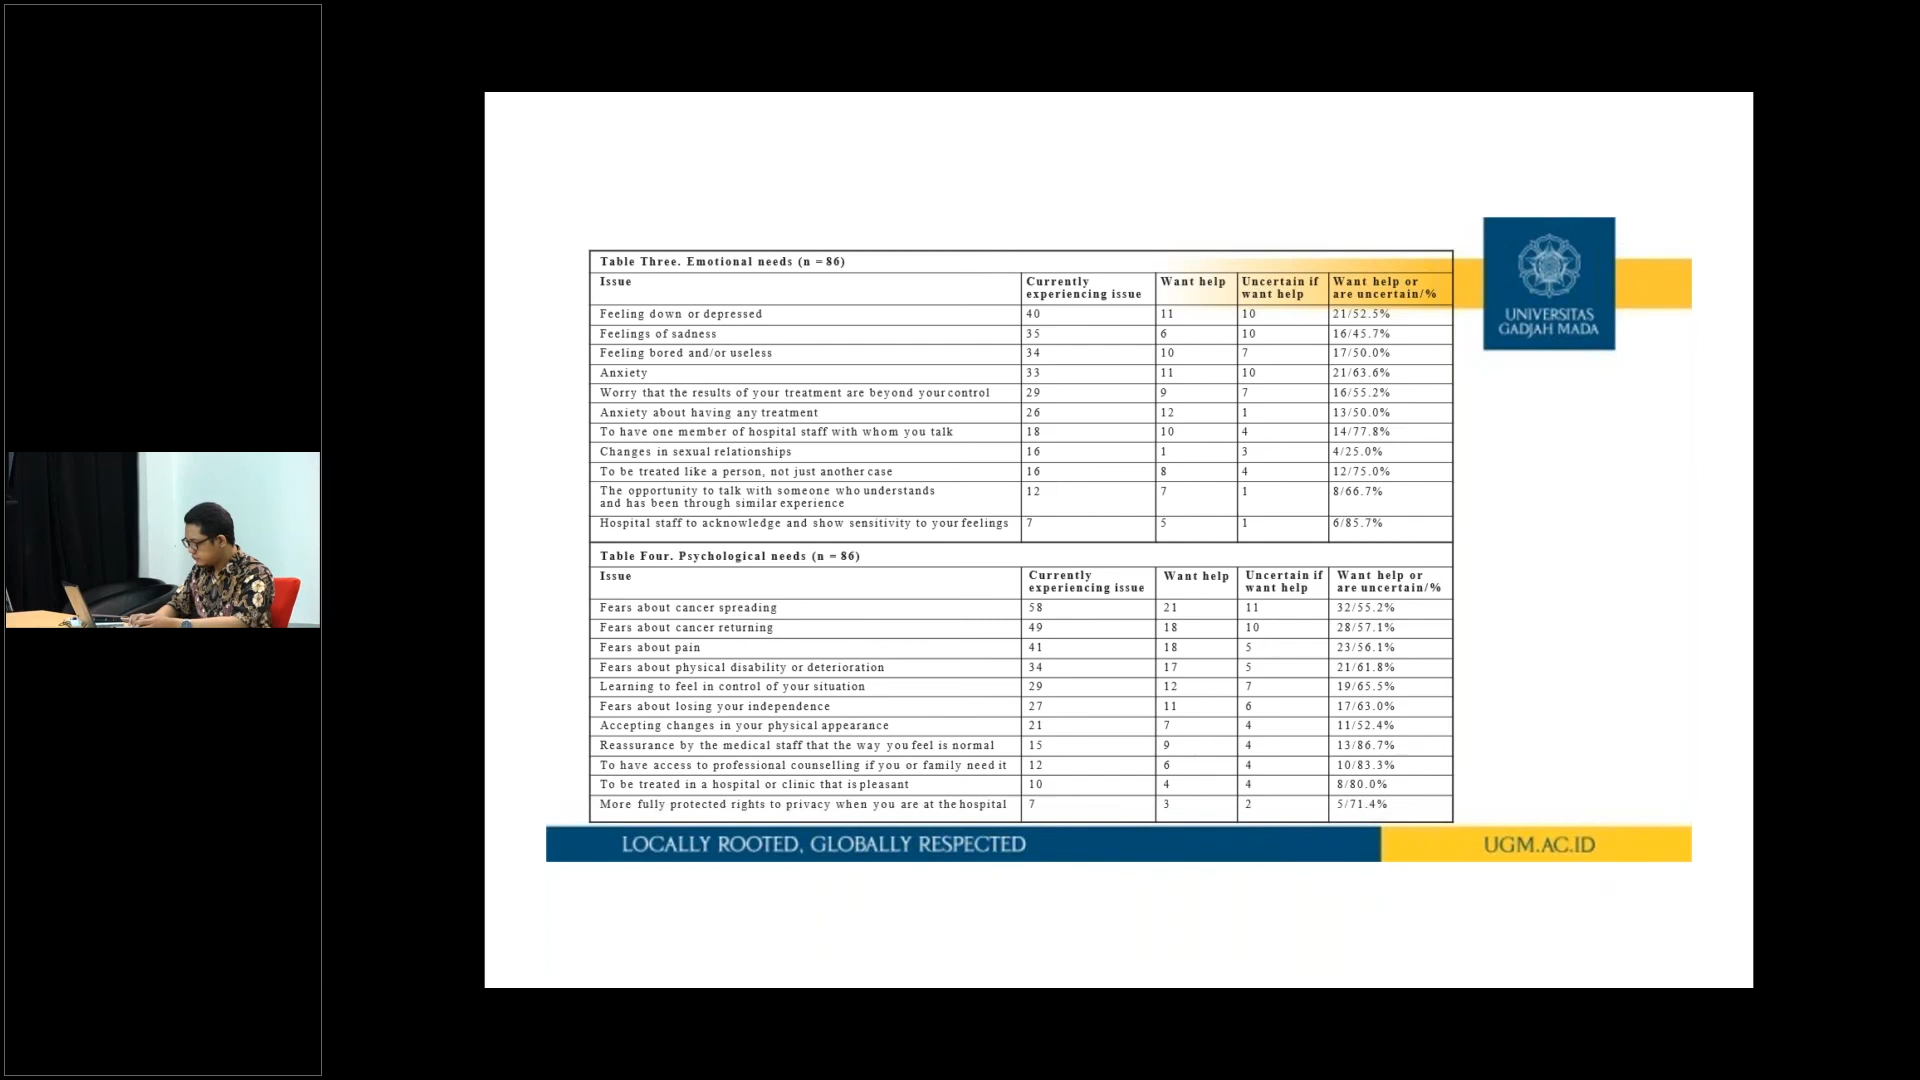 Table Three. Emotional needs (n = 86)
Issue Currently experiencing issue Want help Uncertain if want help Want help or are uncertain/%
Feeling down or depressed 40 11 10 21/52.5%
Feelings of sadness 35 6 10 16/45.7%
Feeling bored and/or useless 34 10 7 17/50.0%
Anxiety 33 11 10 21/63.6%
Worry that the results of your treatment are beyond your control 29 9 7 16/55.2%
Anxiety about having any treatment 26 12 1 13/50.0%
To have one member of hospital staff with whom you talk 18 10 4 14/77.8%
Changes in sexual relationships 16 1 3 4/25.0%
To be treated like a person, not just another case 16 8 4 12/75.0%
The opportunity to talk with someone who understands and has been through similar experience 12 7 1 8/66.7%
Hospital staff to acknowledge and show sensitivity to your feelings 7 5 1 6/85.7%
Table Four. Psychological needs (n = 86)
Issue Currently experiencing issue Want help Uncertain if want help Want help or are uncertain/%
Fears about cancer spreading 58 21 11 32/55.2%
Fears about cancer returning 49 18 10 28/57.1%
Fears about pain 41 18 5 23/56.1%
Fears about physical disability or deterioration 34 17 5 21/61.8%
Learning to feel in control of your situation 29 12 7 19/65.5%
Fears about losing your independence 27 11 6 17/63.0%
Accepting changes in your physical appearance 21 7 4 11/52.4%
Reassurance by the medical staff that the way you feel is normal 15 9 4 13/86.7%
To have access to professional counselling if you or family need it 12 6 4 10/83.3%
To be treated in a hospital or clinic that is pleasant 10 4 4 8/80.0%
More fully protected rights to privacy when you are at the hospital 7 3 2 5/71.4%
UNIVERSITAS
GADJAH MADA
LOCALLY ROOTED, GLOBALLY RESPECTED
UGM.AC.ID